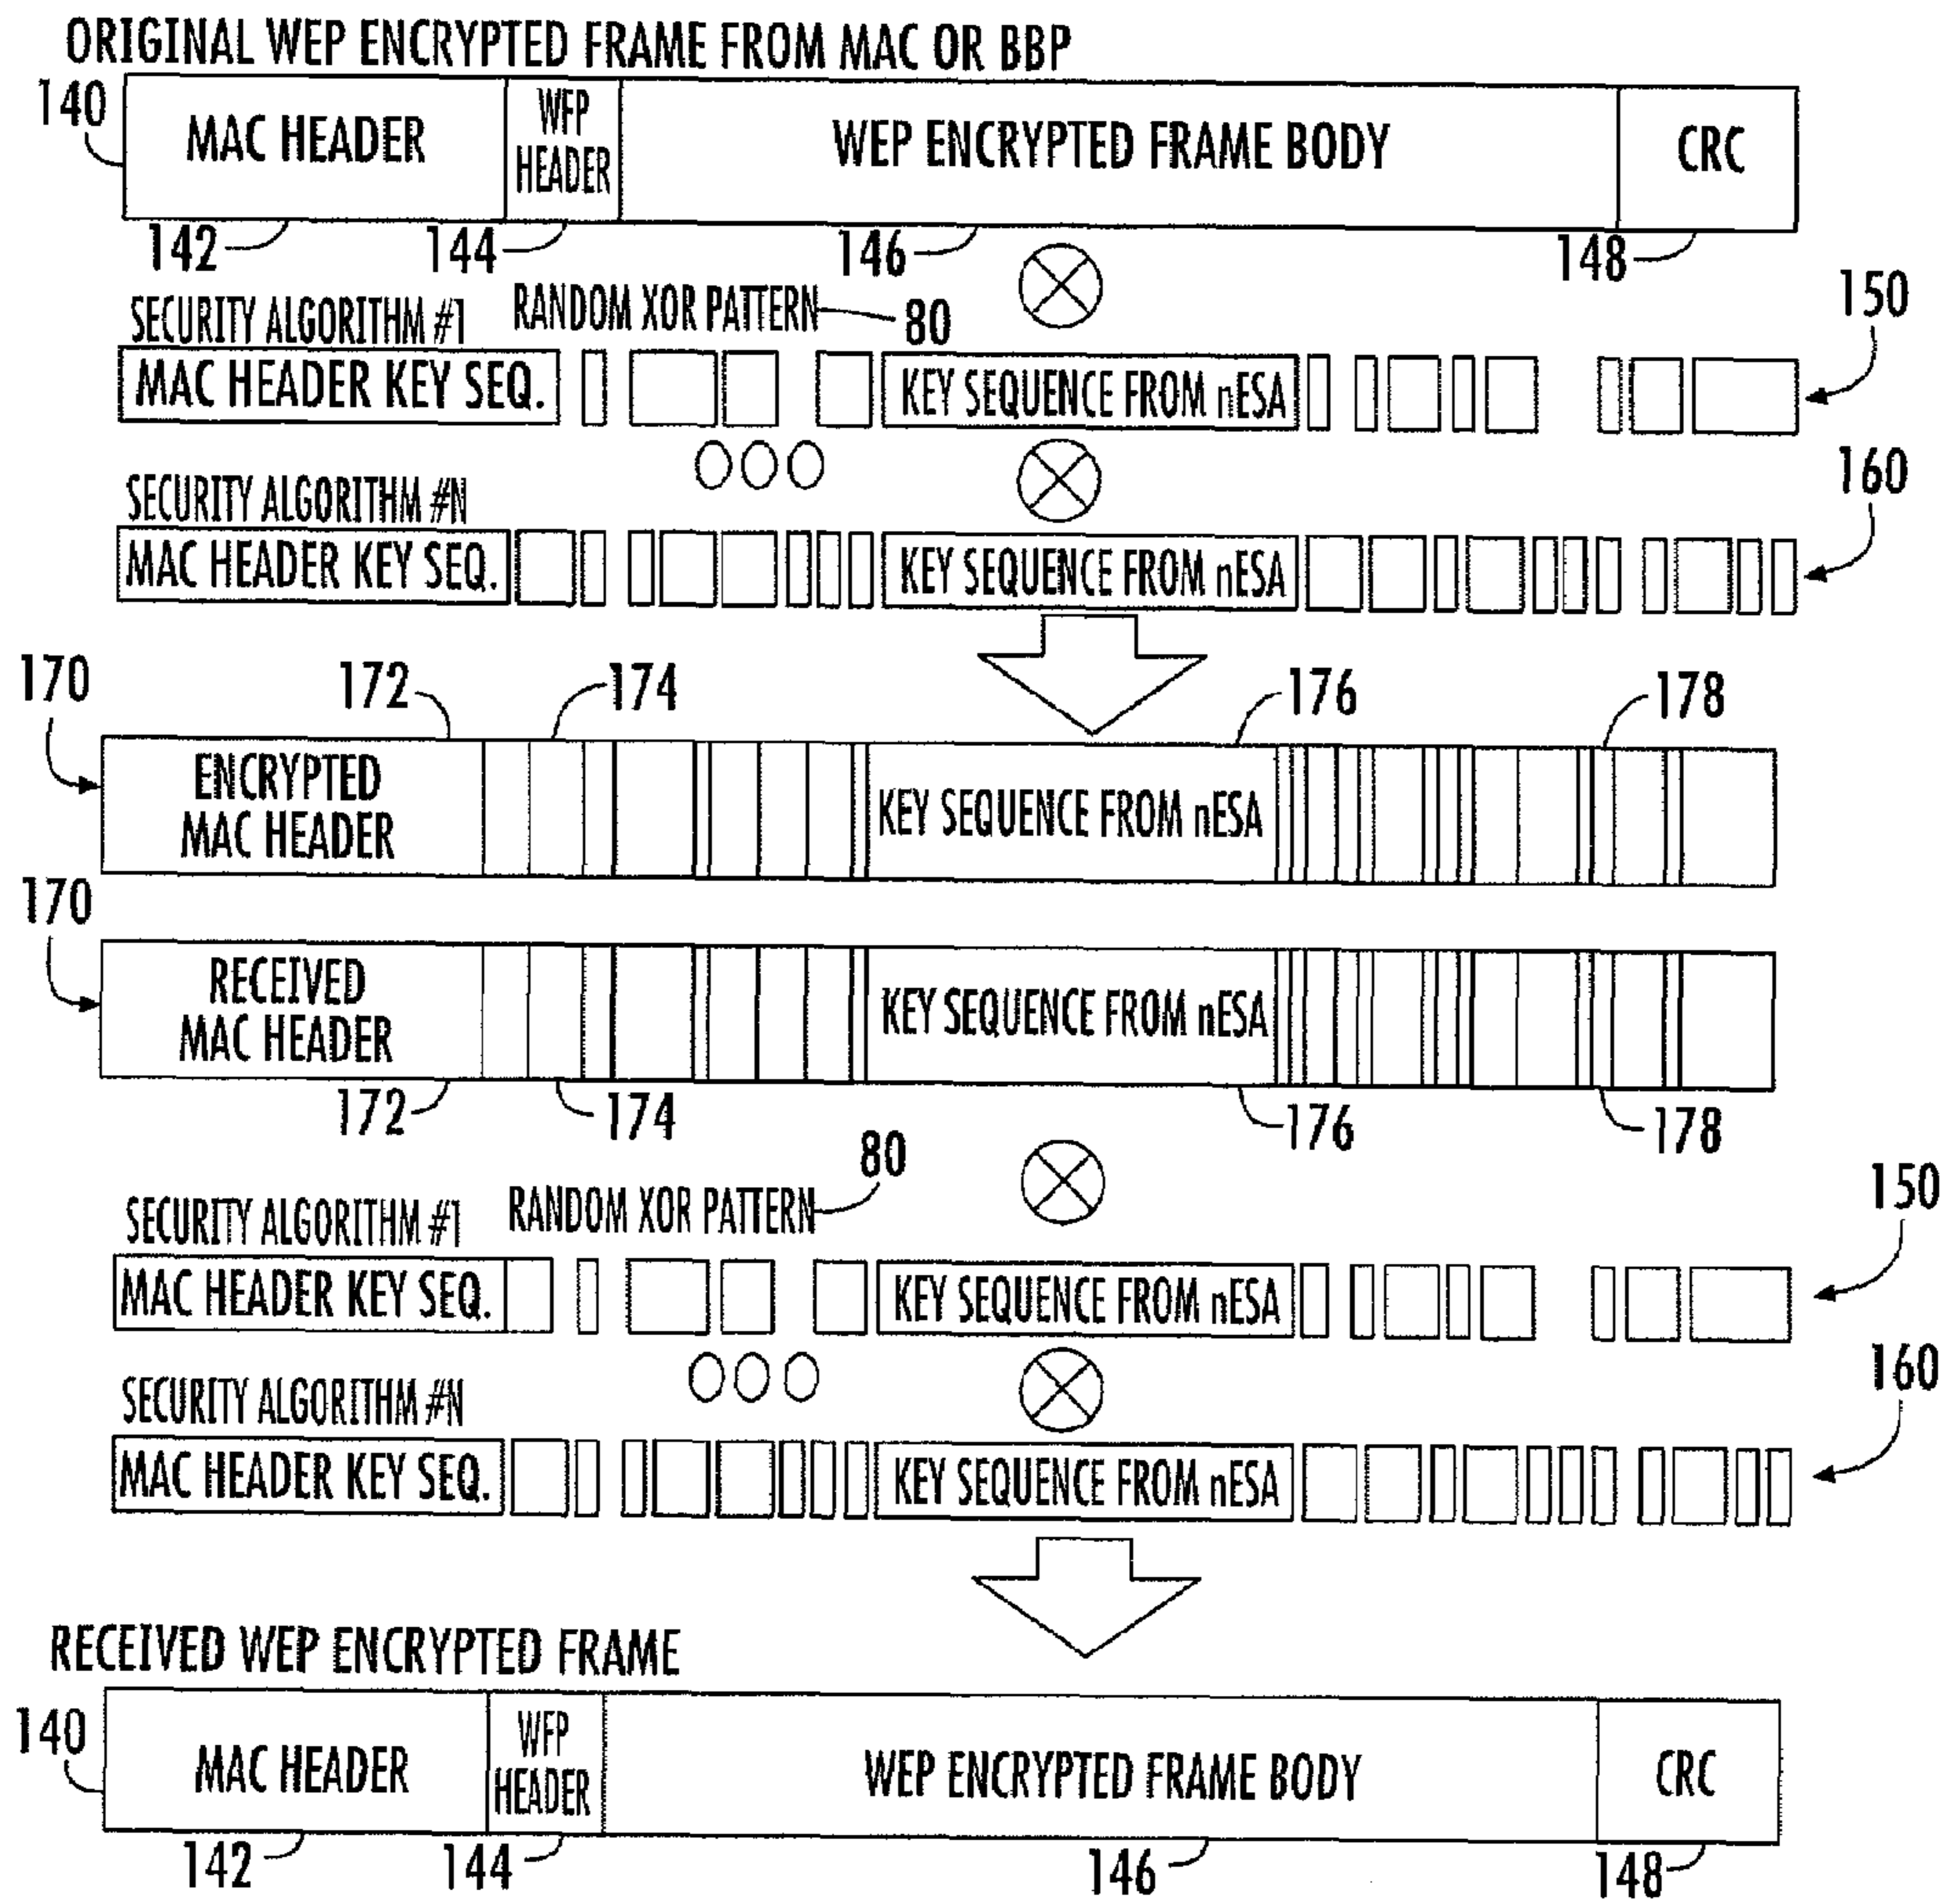 ORIGINAL WEP ENCRYPTED FRAME FROM MAC OR BBP
140
MAC HEADER
WFP
HEADER
WEP ENCRYPTED FRAME BODY
CRC
142
144
146
148
SECURITY ALGORITHM #1
RANDOM XOR PATTERN
80
150
MAC HEADER KEY SEQ.
KEY SEQUENCE FROM nESA
SECURITY ALGORITHM #N
160
MAC HEADER KEY SEQ.
KEY SEQUENCE FROM nESA
170
172
174
176
178
ENCRYPTED
MAC HEADER
KEY SEQUENCE FROM nESA
170
RECEIVED
MAC HEADER
KEY SEQUENCE FROM nESA
172
174
176
178
SECURITY ALGORITHM #1
RANDOM XOR PATTERN
80
150
MAC HEADER KEY SEQ.
KEY SEQUENCE FROM nESA
SECURITY ALGORITHM #N
160
MAC HEADER KEY SEQ.
KEY SEQUENCE FROM nESA
RECEIVED WEP ENCRYPTED FRAME
140
MAC HEADER
WFP
HEADER
WEP ENCRYPTED FRAME BODY
CRC
142
144
146
148